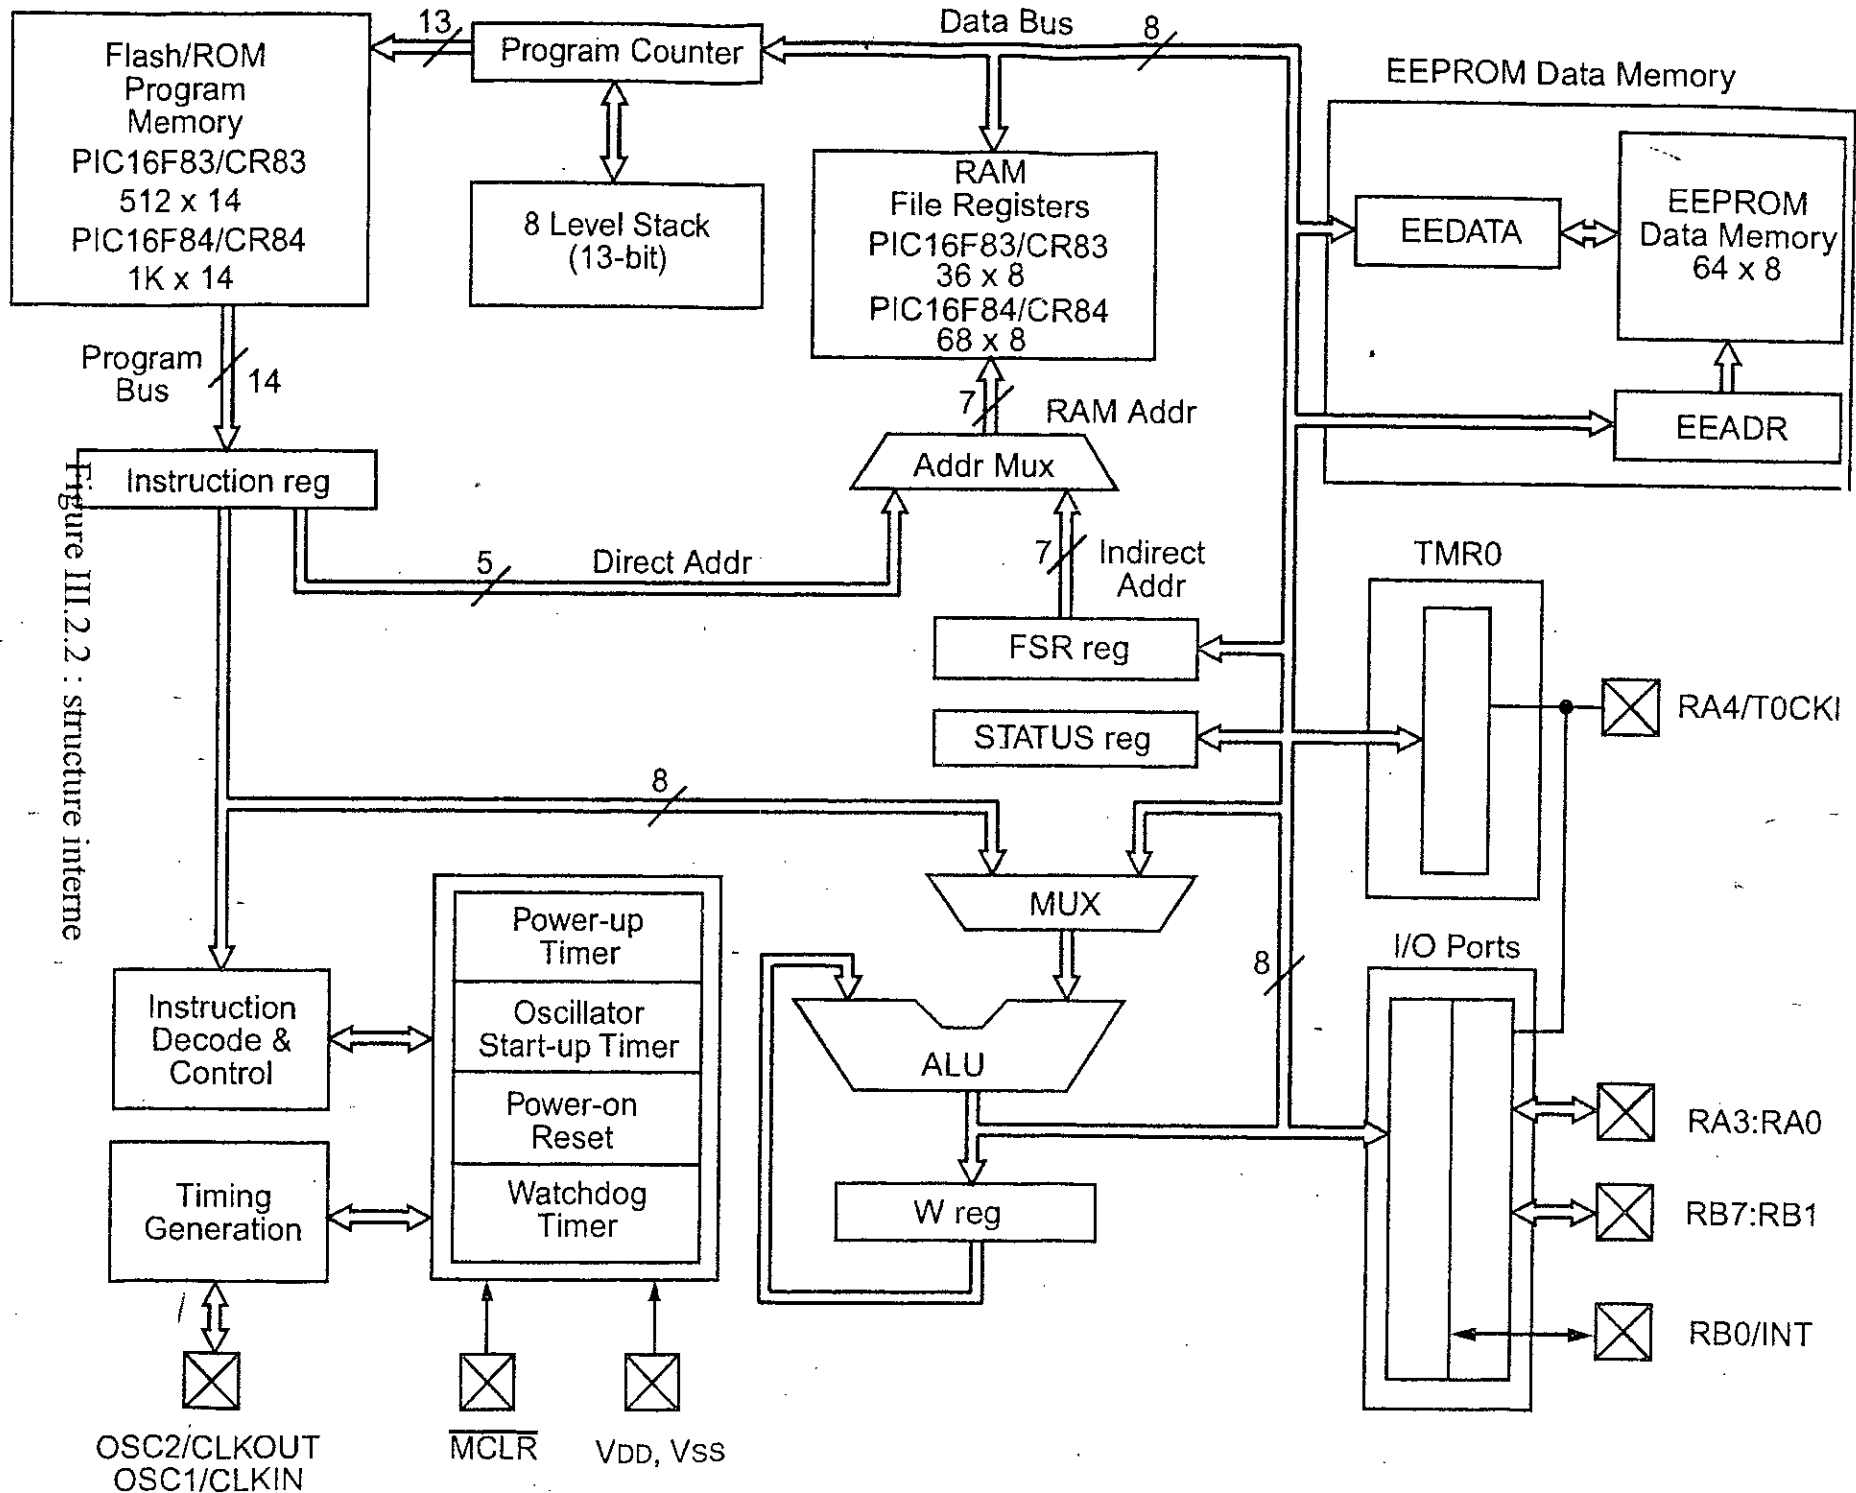 Flash/ROM
Program
Memory
PIC16F83/CR83
512 x 14
PIC16F84/CR84
1K x 14
13
Program Counter
Data Bus
8
8 Level Stack
(13-bit)
RAM
File Registers
PIC16F83/CR83
36 x 8
PIC16F84/CR84
68 x 8
EEPROM Data Memory
EEDATA
EEPROM
Data Memory
64 x 8
EEADR
Program
Bus
14
7
RAM Addr
Addr Mux
Instruction reg
5
Direct Addr
7
Indirect
Addr
FSR reg
STATUS reg
TMR0
RA4/T0CKI
8
MUX
Power-up
Timer
Oscillator
Start-up Timer
Power-on
Reset
Watchdog
Timer
Instruction
Decode &
Control
Timing
Generation
ALU
W reg
8
I/O Ports
RA3:RA0
RB7:RB1
RB0/INT
OSC2/CLKOUT
OSC1/CLKIN
MCLR
VDD, VSS
Figure III.2.2 : structure interne